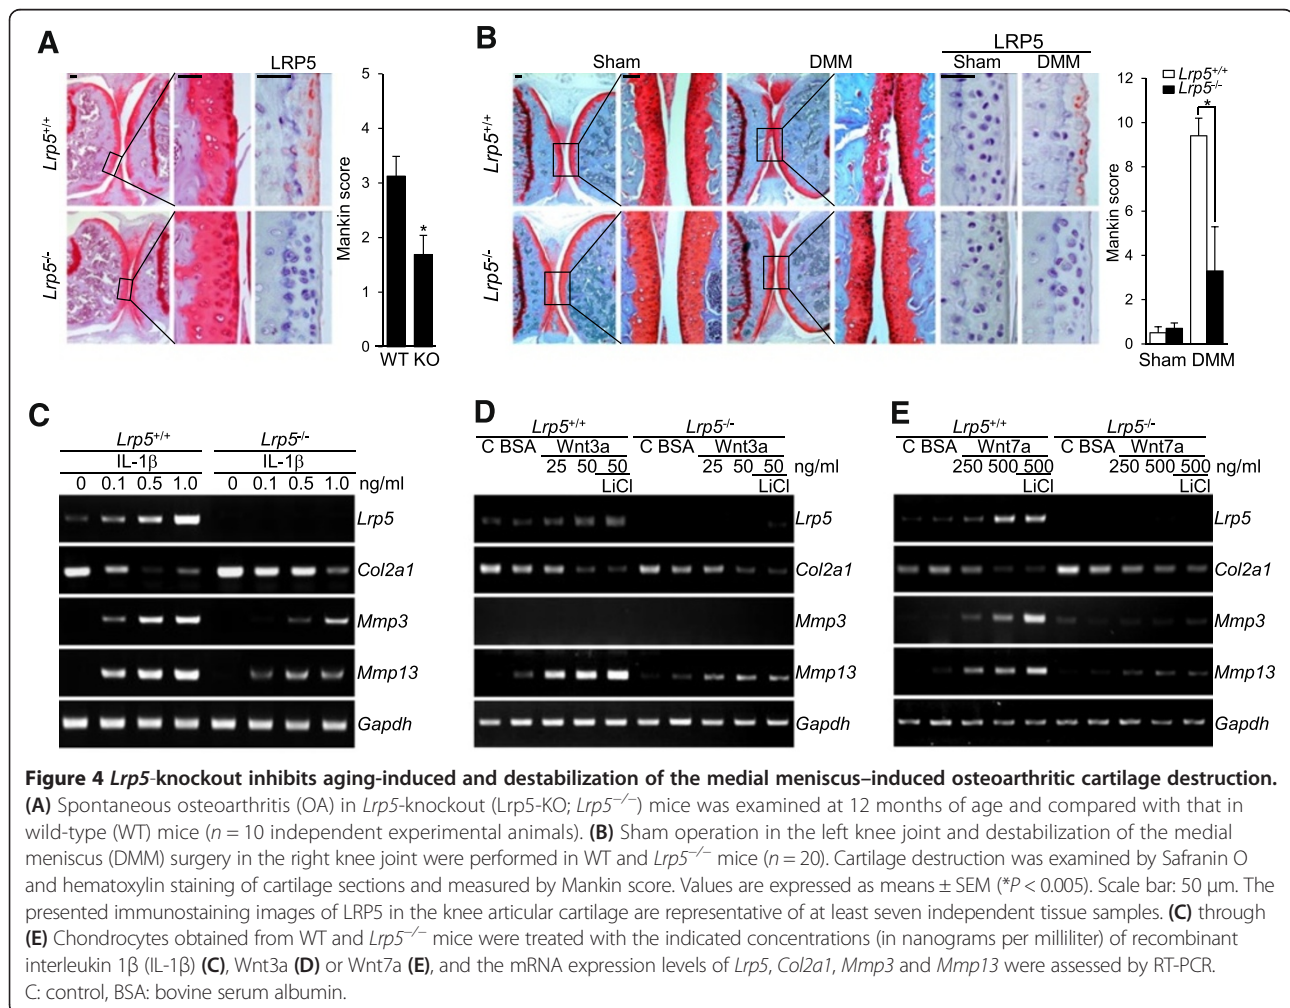 A
LRP5
Lrp5+/+
Lrp5-/-
Mankin score
5
4
3
2
1
0
*
WT KO
B
LRP5
Sham
DMM
Sham
DMM
Lrp5+/+
Lrp5-/-
Mankin score
12
10
8
6
4
2
0
Lrp5+/+
Lrp5-/-
*
Sham DMM
C
Lrp5+/+ Lrp5-/-
IL-1β IL-1β
0 0.1 0.5 1.0 0 0.1 0.5 1.0 ng/ml
Lrp5
Col2a1
Mmp3
Mmp13
Gapdh
D
Lrp5+/+ Lrp5-/-
C BSA Wnt3a C BSA Wnt3a
25 50 50 25 50 50 ng/ml
LiCl LiCl
Lrp5
Col2a1
Mmp3
Mmp13
Gapdh
E
Lrp5+/+ Lrp5-/-
C BSA Wnt7a C BSA Wnt7a
250 500 500 250 500 500 ng/ml
LiCl LiCl
Lrp5
Col2a1
Mmp3
Mmp13
Gapdh
Figure 4 Lrp5-knockout inhibits aging-induced and destabilization of the medial meniscus–induced osteoarthritic cartilage destruction.
(A) Spontaneous osteoarthritis (OA) in Lrp5-knockout (Lrp5-KO; Lrp5−/−) mice was examined at 12 months of age and compared with that in
wild-type (WT) mice (n = 10 independent experimental animals). (B) Sham operation in the left knee joint and destabilization of the medial
meniscus (DMM) surgery in the right knee joint were performed in WT and Lrp5−/− mice (n = 20). Cartilage destruction was examined by Safranin O
and hematoxylin staining of cartilage sections and measured by Mankin score. Values are expressed as means ± SEM (*P < 0.005). Scale bar: 50 μm. The
presented immunostaining images of LRP5 in the knee articular cartilage are representative of at least seven independent tissue samples. (C) through
(E) Chondrocytes obtained from WT and Lrp5−/− mice were treated with the indicated concentrations (in nanograms per milliliter) of recombinant
interleukin 1β (IL-1β) (C), Wnt3a (D) or Wnt7a (E), and the mRNA expression levels of Lrp5, Col2a1, Mmp3 and Mmp13 were assessed by RT-PCR.
C: control, BSA: bovine serum albumin.